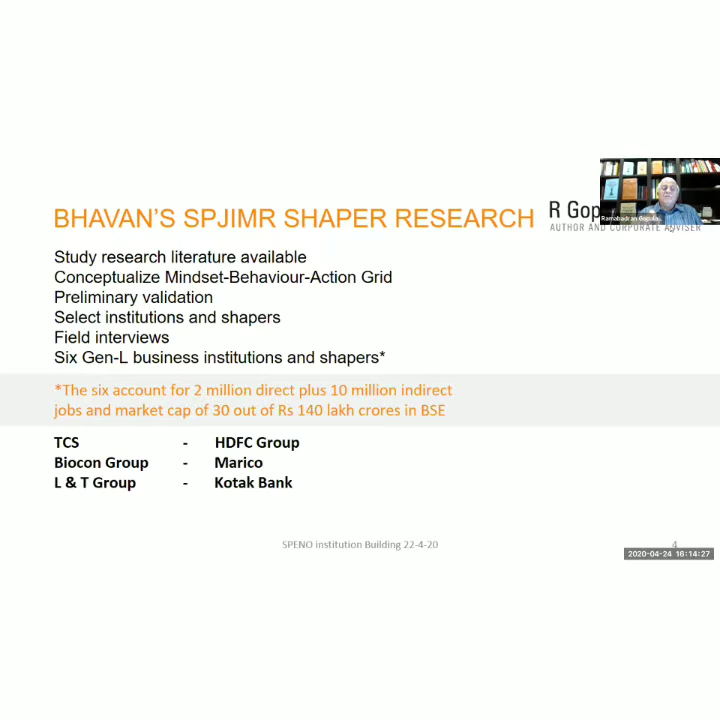 BHAVAN'S SPJIMR SHAPER RESEARCH
R Gop
AUTHOR AND CORPORATE ADVISER
Ramabadran Gopala
Study research literature available
Conceptualize Mindset-Behaviour-Action Grid
Preliminary validation
Select institutions and shapers
Field interviews
Six Gen-L business institutions and shapers*
*The six account for 2 million direct plus 10 million indirect
jobs and market cap of 30 out of Rs 140 lakh crores in BSE
TCS - HDFC Group
Biocon Group - Marico
L & T Group - Kotak Bank
SPENO institution Building 22-4-20
4
2020-04-24 16:14:27